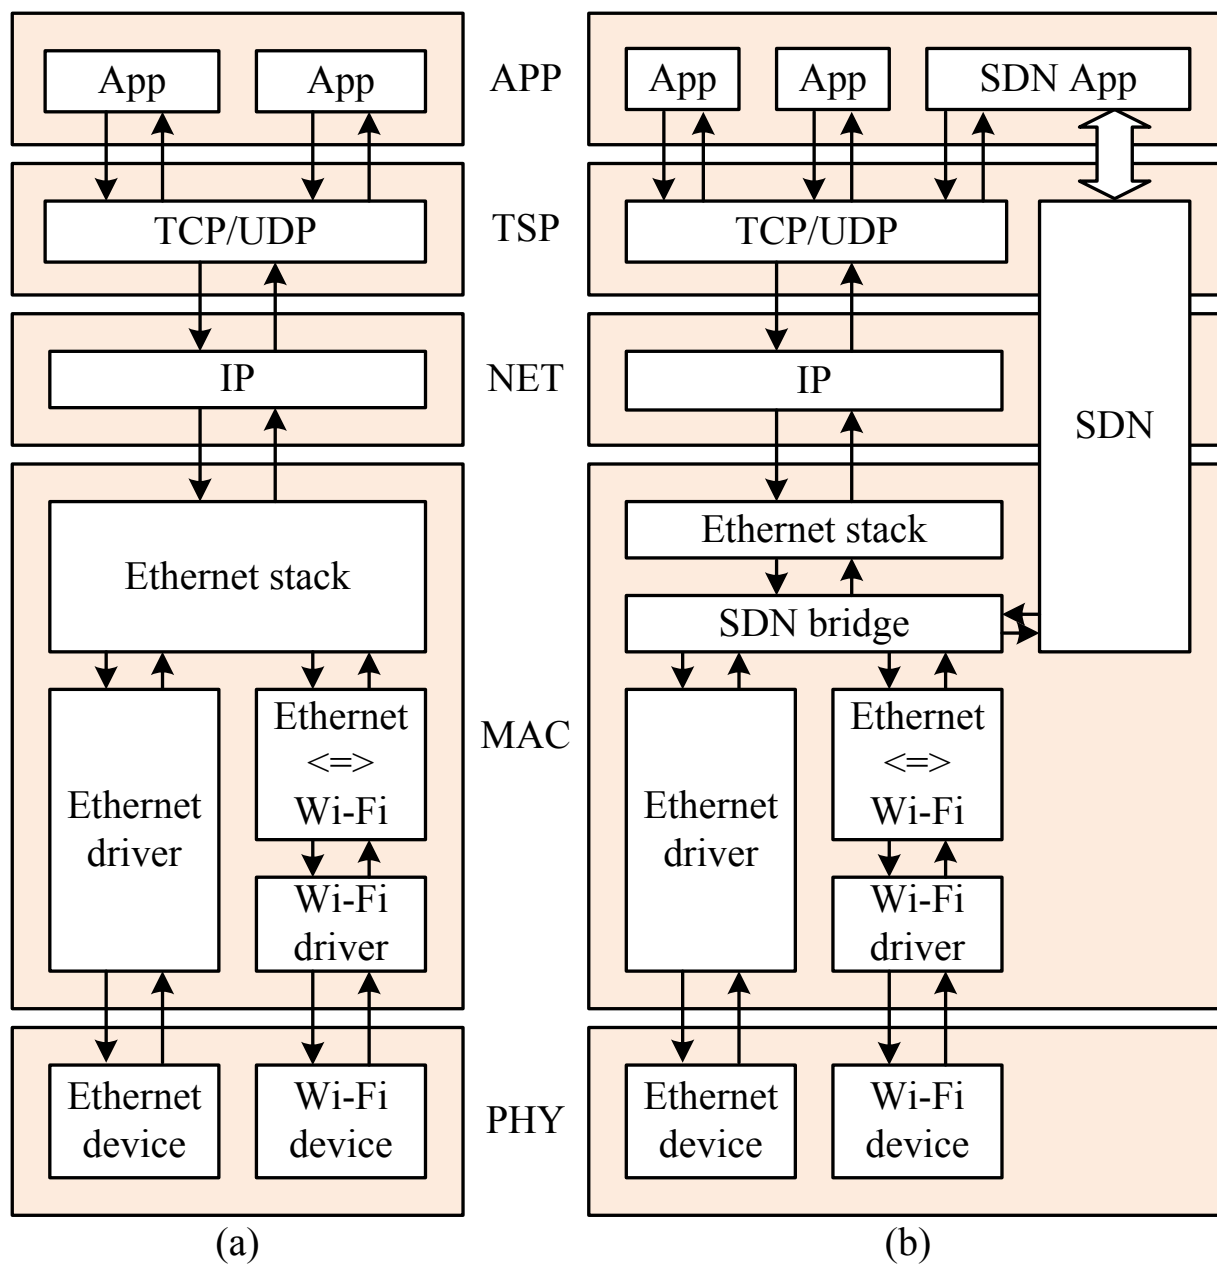 App
App
APP
App
App
SDN App
TCP/UDP
TSP
TCP/UDP
IP
NET
IP
SDN
Ethernet stack
Ethernet stack
SDN bridge
Ethernet
<=>
Wi-Fi
MAC
Ethernet
<=>
Wi-Fi
Ethernet
driver
Ethernet
driver
Wi-Fi
driver
Wi-Fi
driver
Ethernet
device
Wi-Fi
device
PHY
Ethernet
device
Wi-Fi
device
(a)
(b)